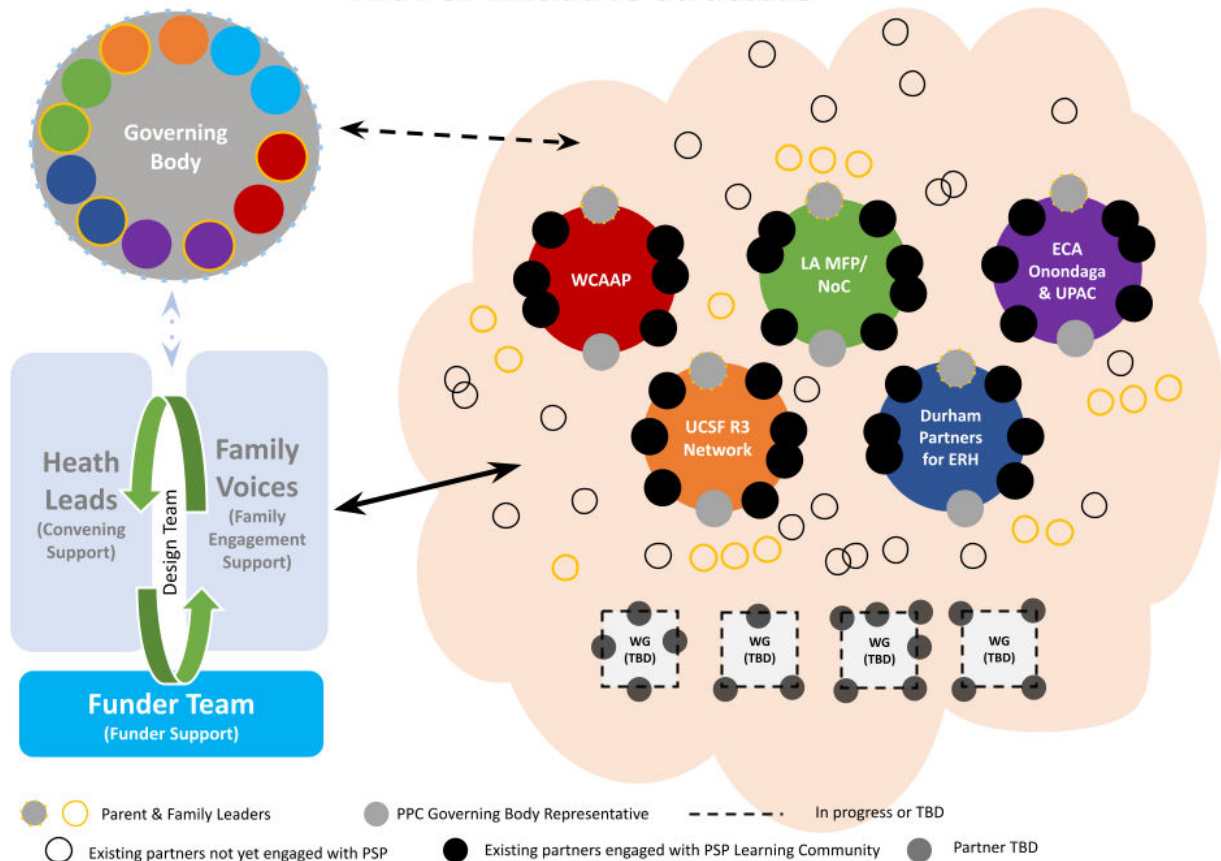 Governing
Body
WCAAP
LA MFP/
NoC
ECA
Onondaga
& UPAC
UCSF R3
Network
Durham
Partners
for ERH
Heath
Leads
(Convening
Support)
Design Team
Family
Voices
(Family
Engagement
Support)
Funder Team
(Funder Support)
WG
(TBD)
WG
(TBD)
WG
(TBD)
WG
(TBD)
Parent & Family Leaders
PPC Governing Body Representative
In progress or TBD
Existing partners not yet engaged with PSP
Existing partners engaged with PSP Learning Community
Partner TBD